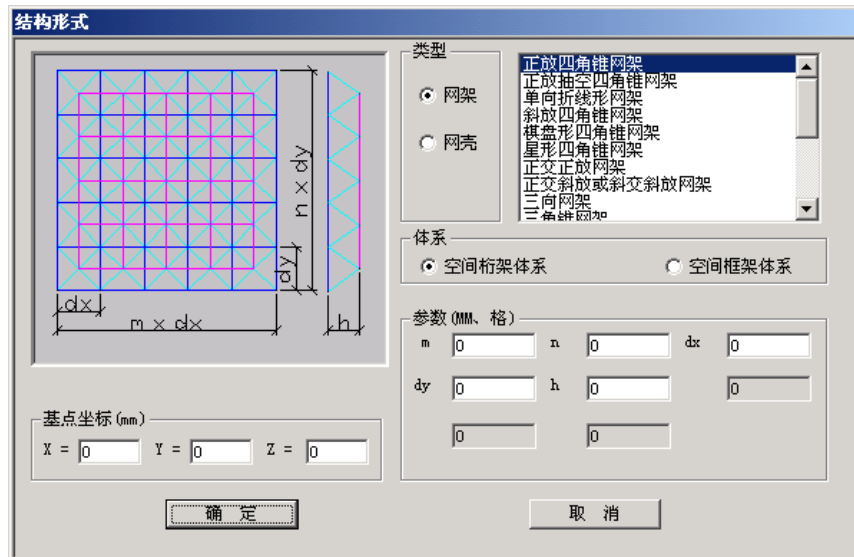 结构形式
n x dy
dy
dx
m x dx
h
类型
网架
网壳
正放四角锥网架
正放抽空四角锥网架
单向折线形网架
斜放四角锥网架
棋盘形四角锥网架
星形四角锥网架
正交正放网架
正交斜放或斜交斜放网架
三向网架
三角锥网架
体系
空间桁架体系 空间框架体系
参数(MM、格)
m 0 n 0 dx 0
dy 0 h 0 0
0 0
基点坐标(mm)
X = 0 Y = 0 Z = 0
确 定 取 消